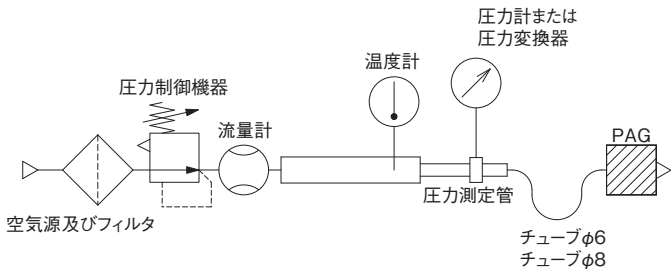 圧力計または
圧力変換器
温度計
圧力制御機器
流量計
PAG
圧力測定管
空気源及びフィルタ
チューブφ6
チューブφ8